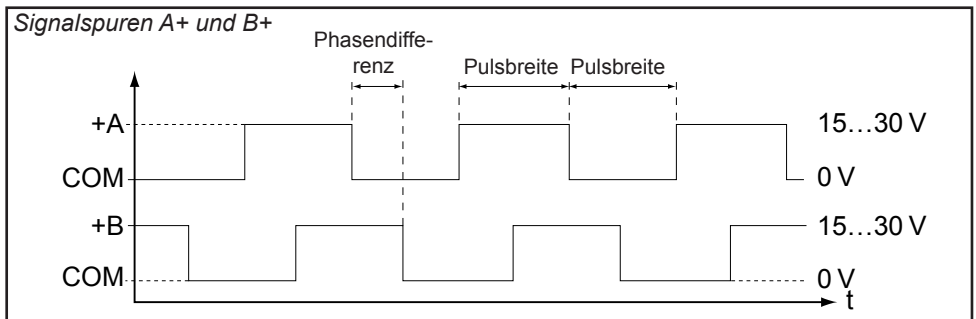 Signalspuren A+ und B+
Phasendiffe-
renz
Pulsbreite Pulsbreite
+A
15…30 V
COM
0 V
+B
15…30 V
COM
0 V
t